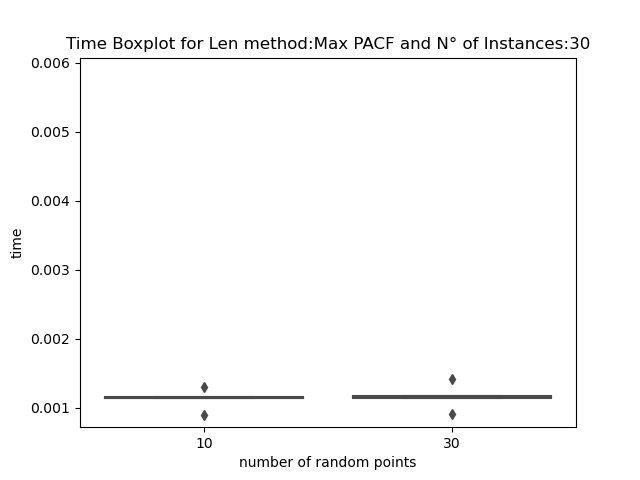 Time Boxplot for Len method:Max PACF and N° of Instances:30
0.006
0.005
0.004
0.003
0.002
0.001
time
10
30
number of random points